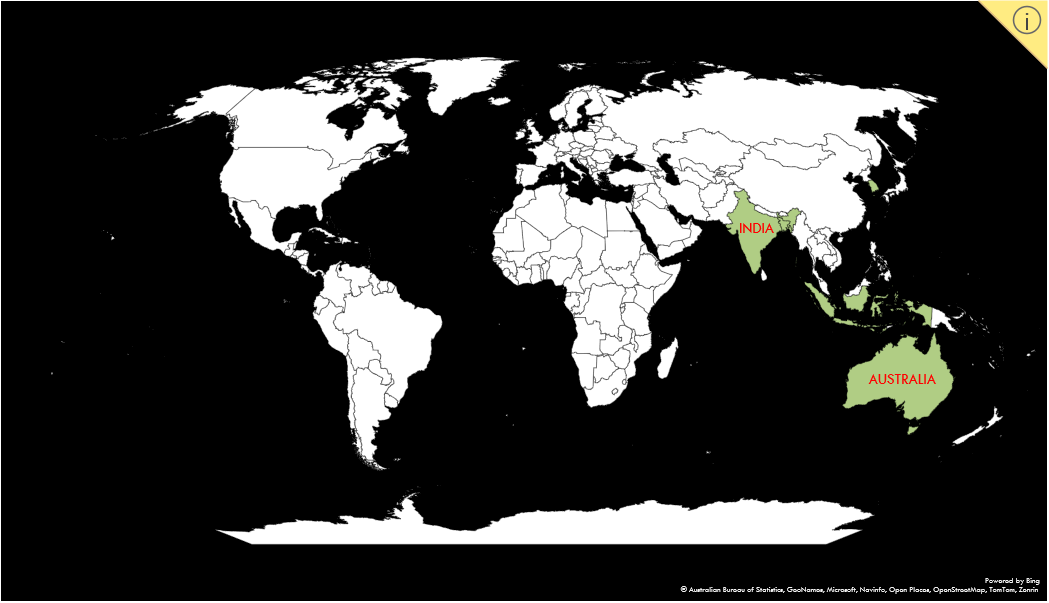 i
INDIA
AUSTRALIA
Powered by Bing
© Australian Bureau of Statistics, GeoNames, Microsoft, Navinfo, Open Places, OpenStreetMap, TomTom, Zenrin